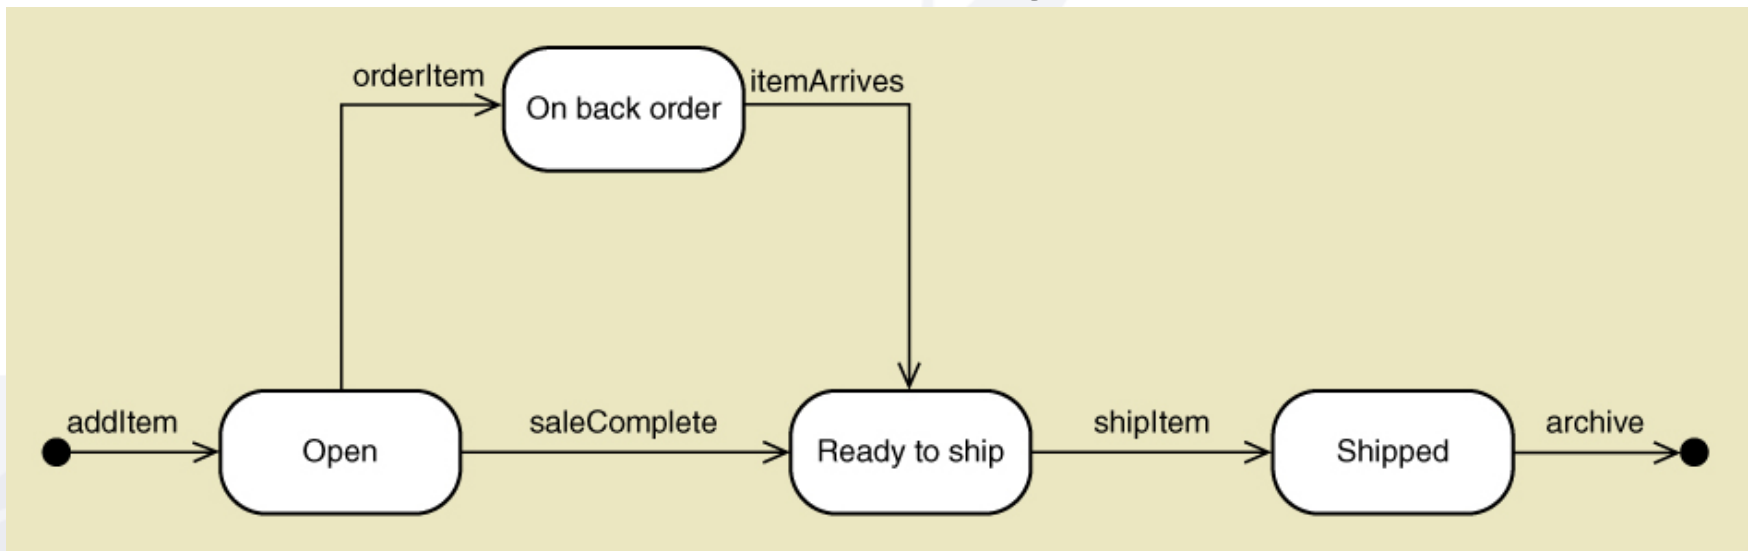 orderItem
On back order
itemArrives
addItem
Open
saleComplete
Ready to ship
shipItem
Shipped
archive